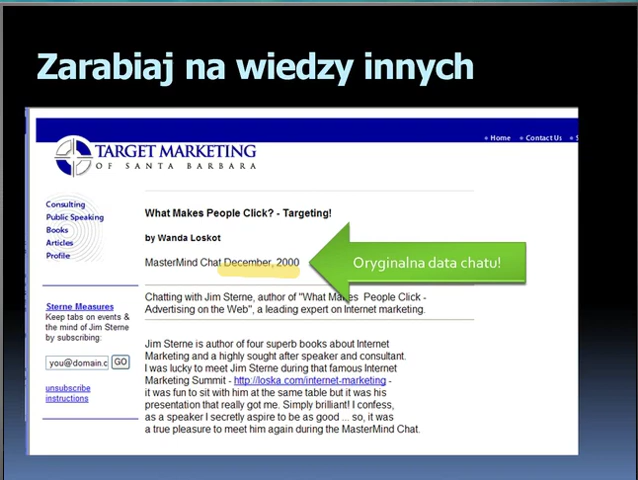 Zarabiaj na wiedzy innych
Home Contact Us
TARGET MARKETING
OF SANTA BARBARA
Consulting
Public Speaking
Books
Articles
Profile
What Makes People Click? - Targeting!
by Wanda Loskot
MasterMind Chat December, 2000
Oryginalna data chatu!
Chatting with Jim Sterne, author of "What Makes People Click -
Advertising on the Web", a leading expert on Internet marketing.
Sterne Measures
Keep tabs on events &
the mind of Jim Sterne
by subscribing:
you@domain.c GO
unsubscribe
instructions
Jim Sterne is author of four superb books about Internet
Marketing and a highly sought after speaker and consultant.
I was lucky to meet Jim Sterne during that famous Internet
Marketing Summit - http://loska.com/internet-marketing -
it was fun to sit with him at the same table but it was his
presentation that really got me. Simply brilliant! I confess,
as a speaker I secretly aspire to be as good ... so, it was
a true pleasure to meet him again during the MasterMind Chat.